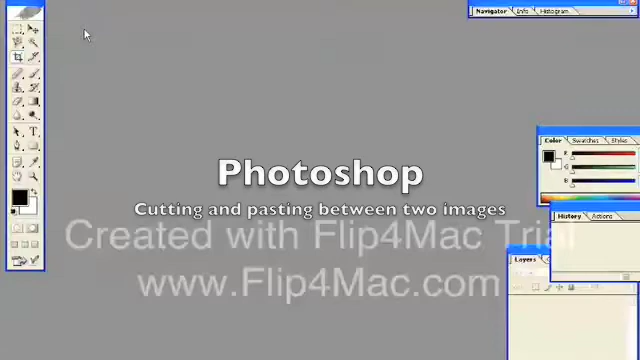 Navigator Info Histogram
Photoshop
Cutting and pasting between two images
Created with Flip4Mac Trial
www.Flip4Mac.com
Color Swatches Styles
R
G
B
History Actions
Layers
T